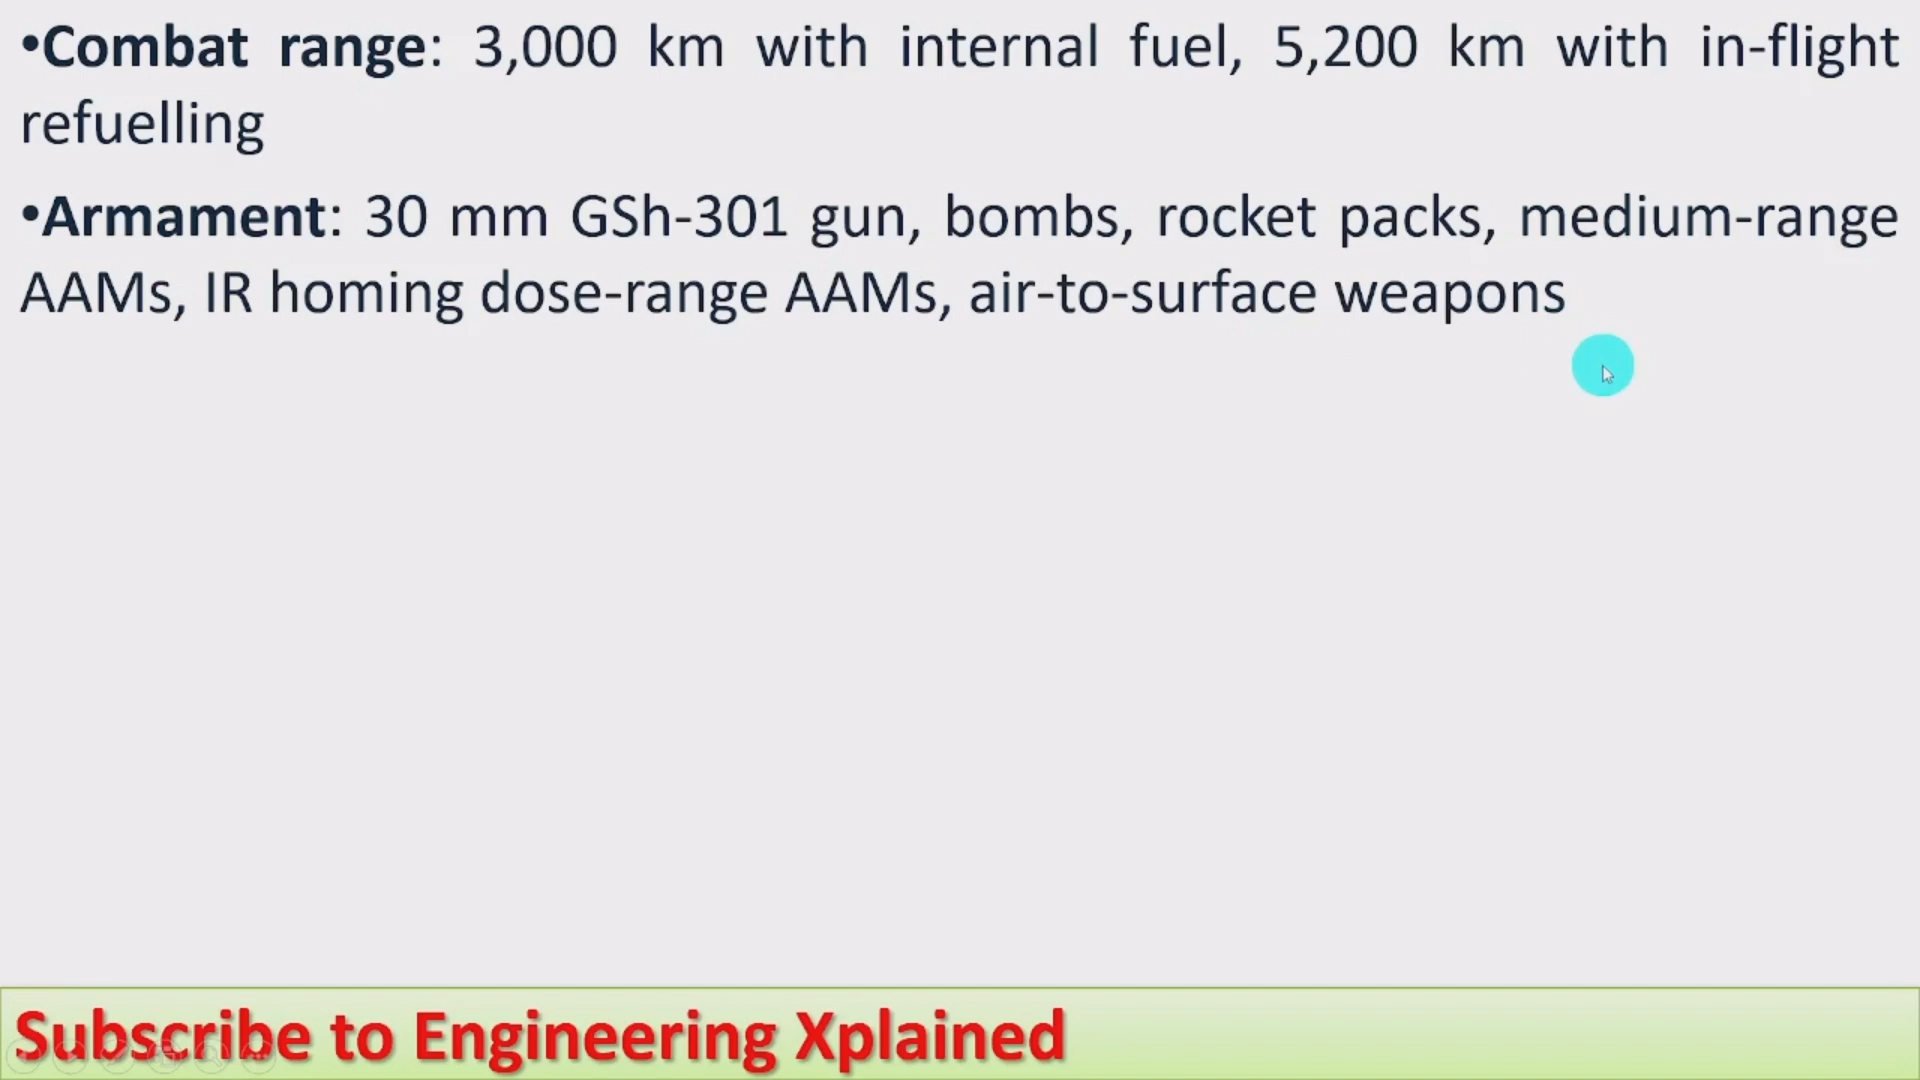 •Combat range: 3,000 km with internal fuel, 5,200 km with in-flight
refuelling
•Armament: 30 mm GSh-301 gun, bombs, rocket packs, medium-range
AAMs, IR homing dose-range AAMs, air-to-surface weapons
Subscribe to Engineering Xplained